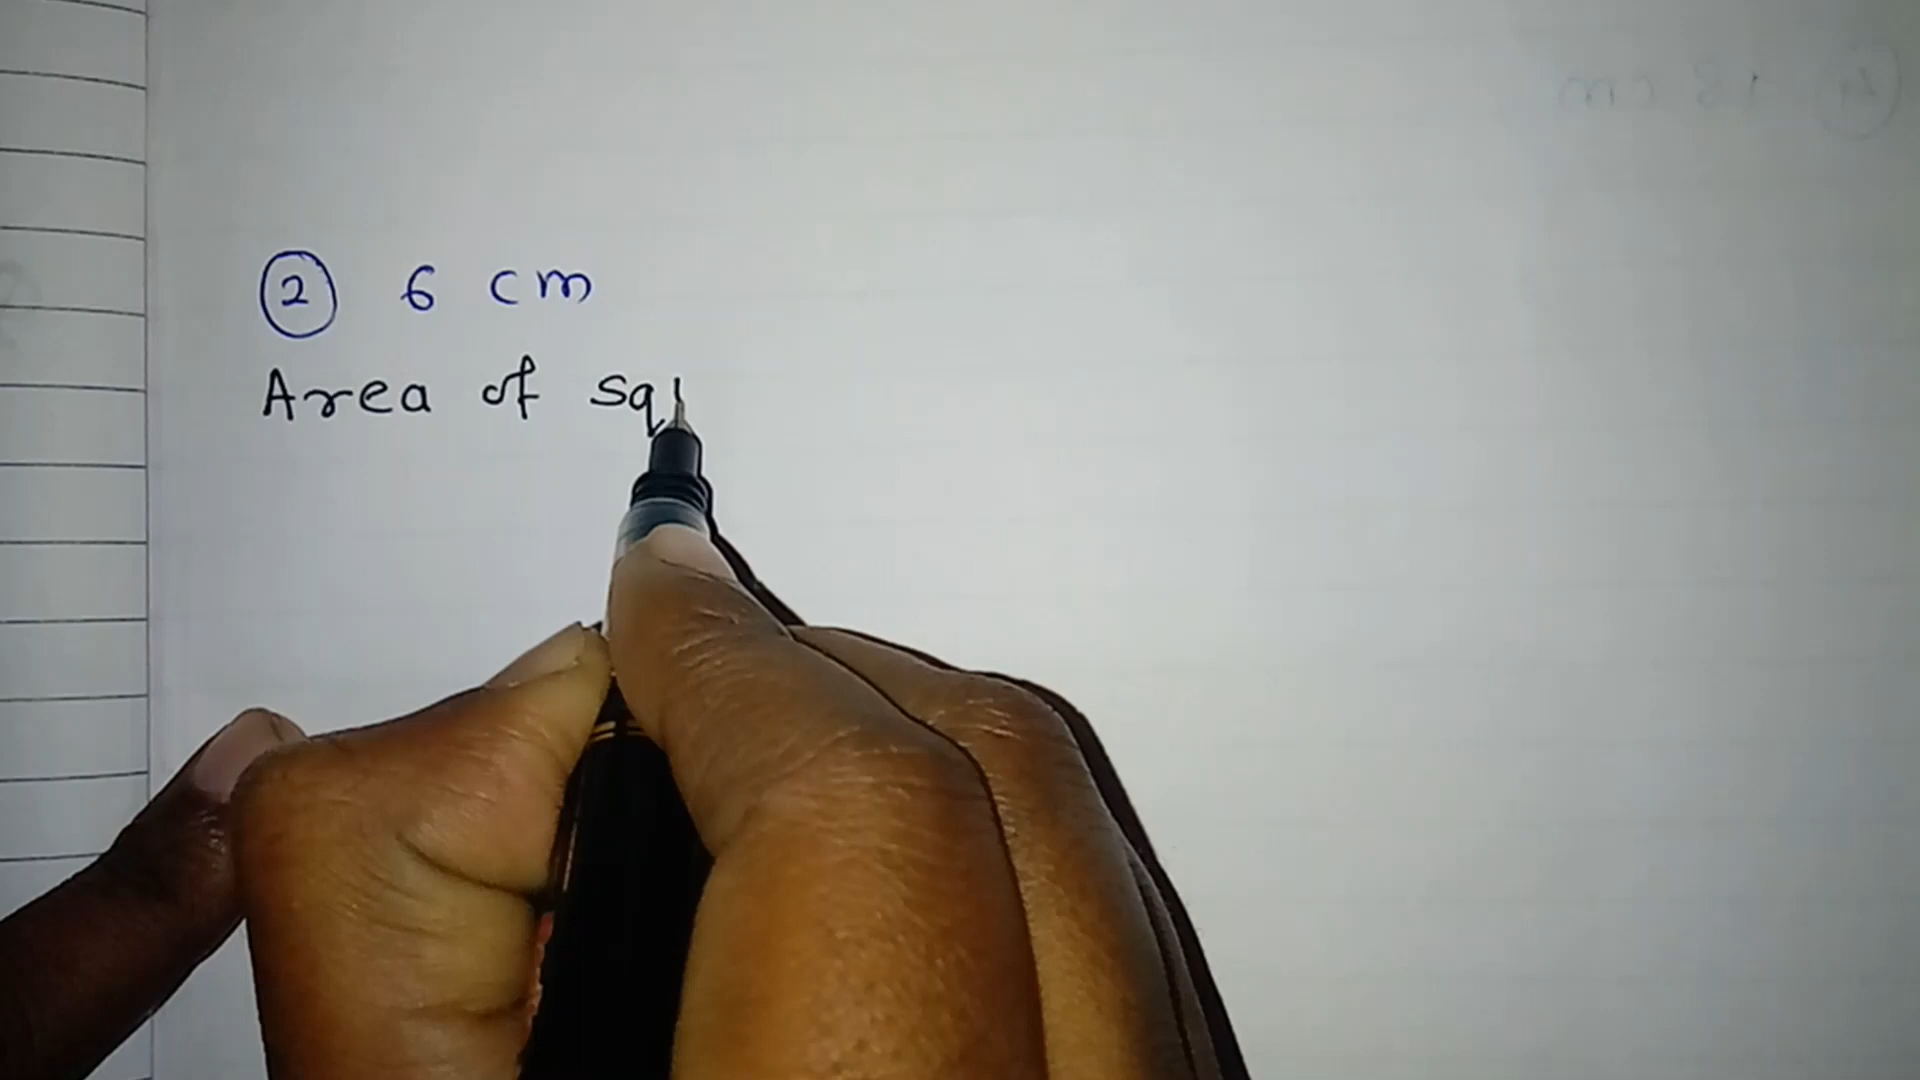 ② 6 cm
Area of sq